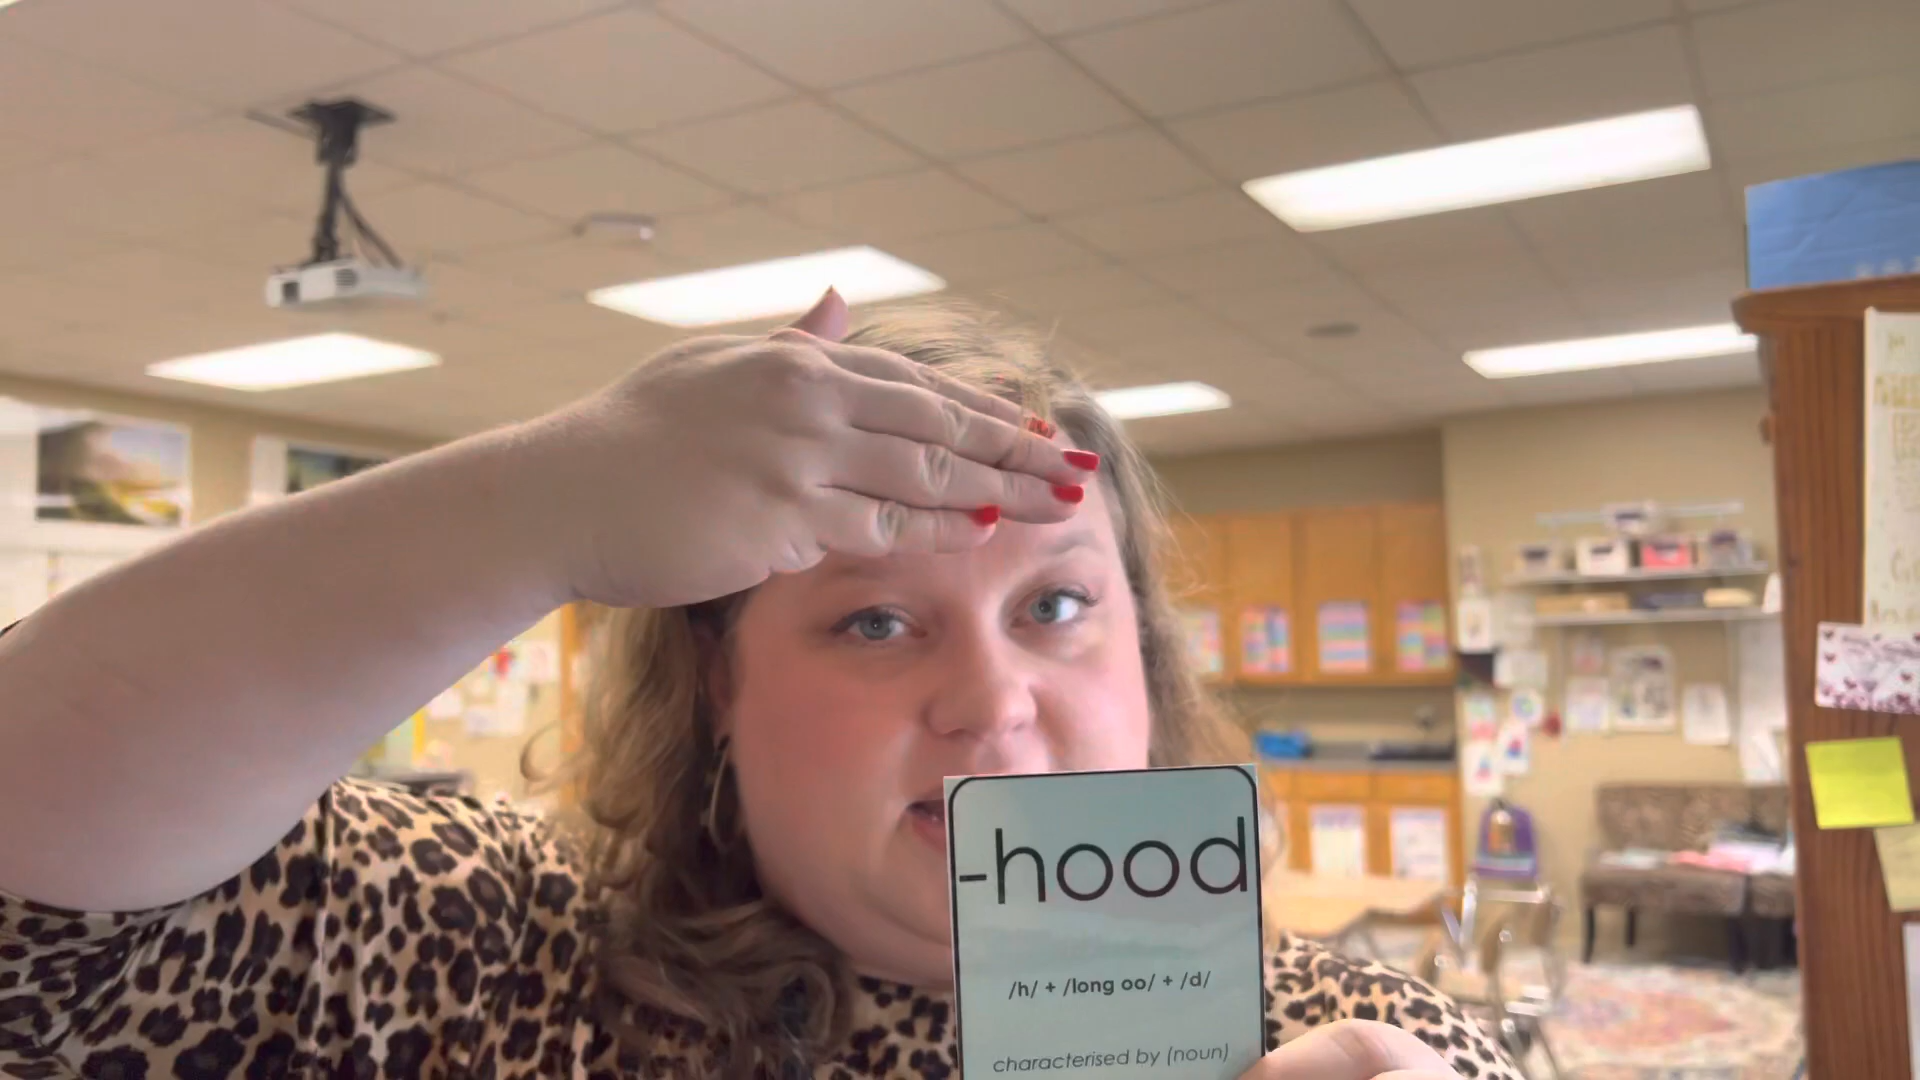 -hood
/h/ + /long oo/ + /d/
characterised by (noun)